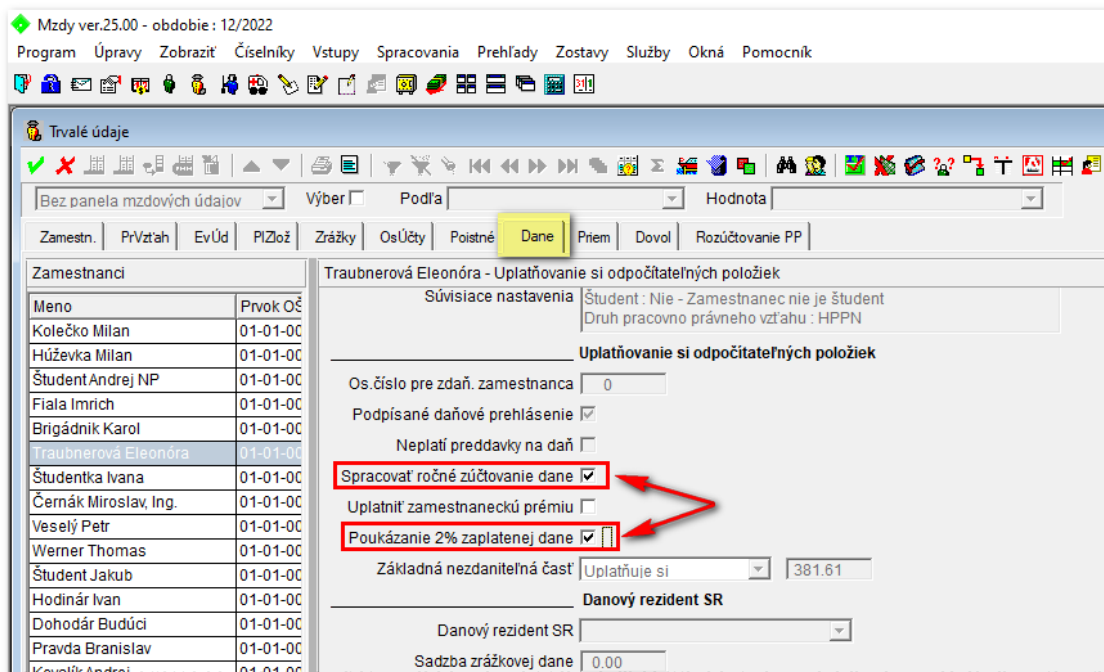 Mzdy ver.25.00 - obdobie : 12/2022
Program Úpravy Zobraziť Číselníky Vstupy Spracovania Prehľady Zostavy Služby Okná Pomocník
Trvalé údaje
Bez panela mzdových údajov Výber Podľa Hodnota
Zamestn. PrVzťah EvÚd PlZlož Zrážky OsÚčty Poistné Dane Priem Dovol Rozúčtovanie PP
Zamestnanci
Traubnerová Eleonóra - Uplatňovanie si odpočítateľných položiek
Meno Prvok OŠ
Kolečko Milan 01-01-00
Húževka Milan 01-01-00
Študent Andrej NP 01-01-00
Fiala Imrich 01-01-00
Brigádnik Karol 01-01-00
Traubnerová Eleonóra 01-01-00
Študentka Ivana 01-01-00
Černák Miroslav, Ing. 01-01-00
Veselý Petr 01-01-00
Werner Thomas 01-01-00
Študent Jakub 01-01-00
Hodinár Ivan 01-01-00
Dohodár Budúci 01-01-00
Pravda Branislav 01-01-00
Kovalík Andrej 01-01-00
Súvisiace nastavenia Študent : Nie - Zamestnanec nie je študent
Druh pracovno právneho vzťahu : HPPN
Uplatňovanie si odpočítateľných položiek
Os.číslo pre zdaň. zamestnanca 0
Podpísané daňové prehlásenie
Neplatí preddavky na daň
Spracovať ročné zúčtovanie dane
Uplatniť zamestnaneckú prémiu
Poukázanie 2% zaplatenej dane
Základná nezdaniteľná časť Uplatňuje si 381.61
Danový rezident SR
Danový rezident SR
Sadzba zrážkovej dane 0.00